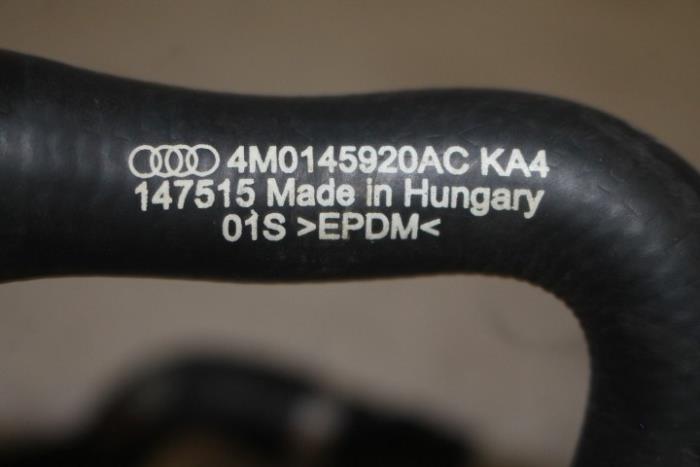 4M0145920AC KA4
147515 Made in Hungary
01S >EPDM<